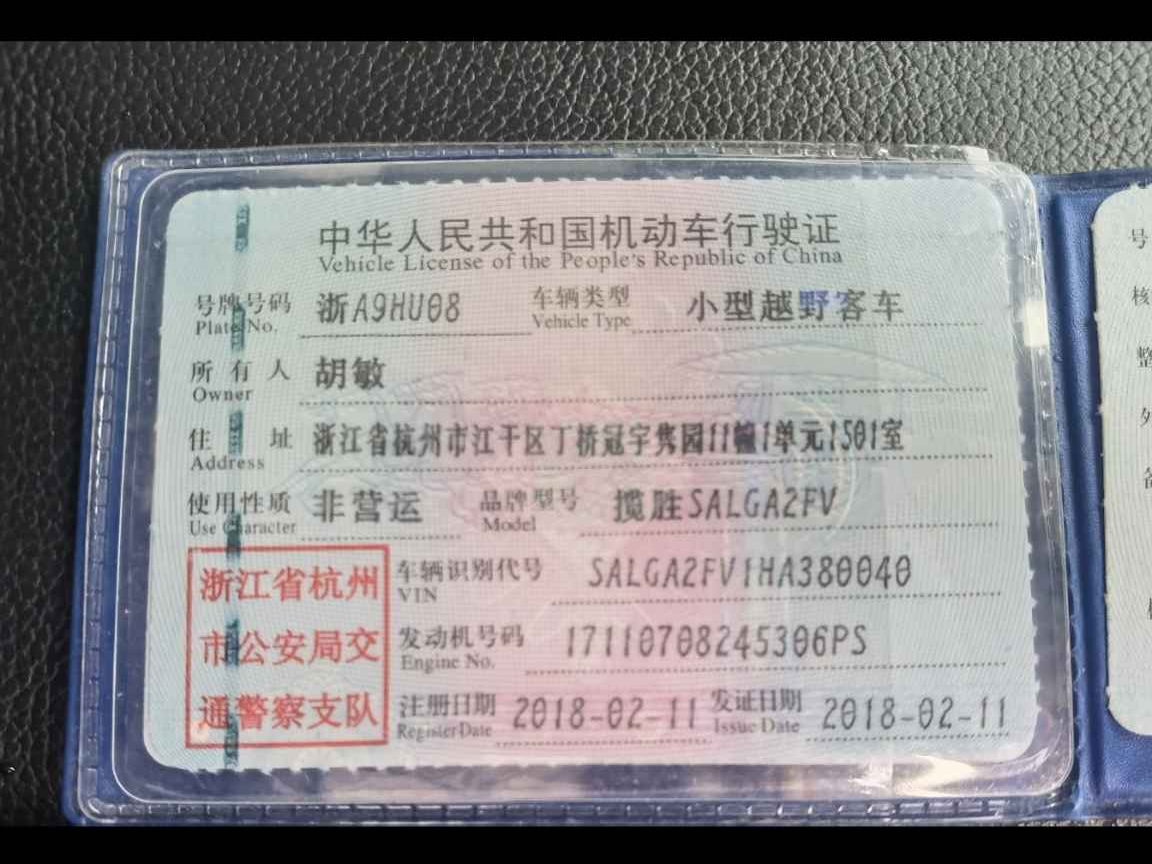 中华人民共和国机动车行驶证
Vehicle License of the People's Republic of China
号牌号码 浙A9HU08 车辆类型 小型越野客车
Plate No. Vehicle Type
所有人 胡敏
Owner
住址 浙江省杭州市江干区丁桥冠宇隽园11幢1单元1501室
Address
使用性质 非营运 品牌型号 揽胜SALGA2FV
Use Character Model
浙江省杭州
市公安局交
通警察支队
车辆识别代号 SALGA2FV1HA380040
VIN
发动机号码 17110708245306PS
Engine No.
注册日期 2018-02-11 发证日期 2018-02-11
Register Date Issue Date
号
核
整